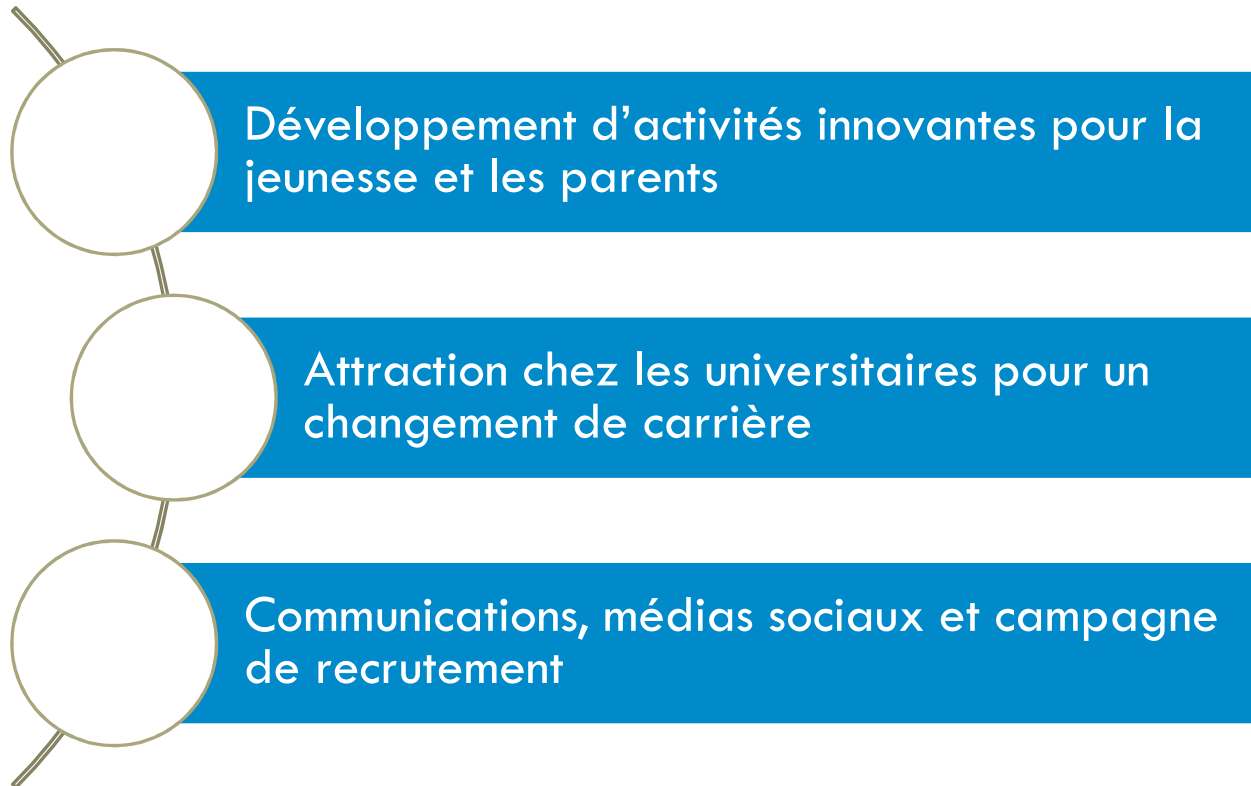 Développement d’activités innovantes pour la
jeunesse et les parents
Attraction chez les universitaires pour un
changement de carrière
Communications, médias sociaux et campagne
de recrutement